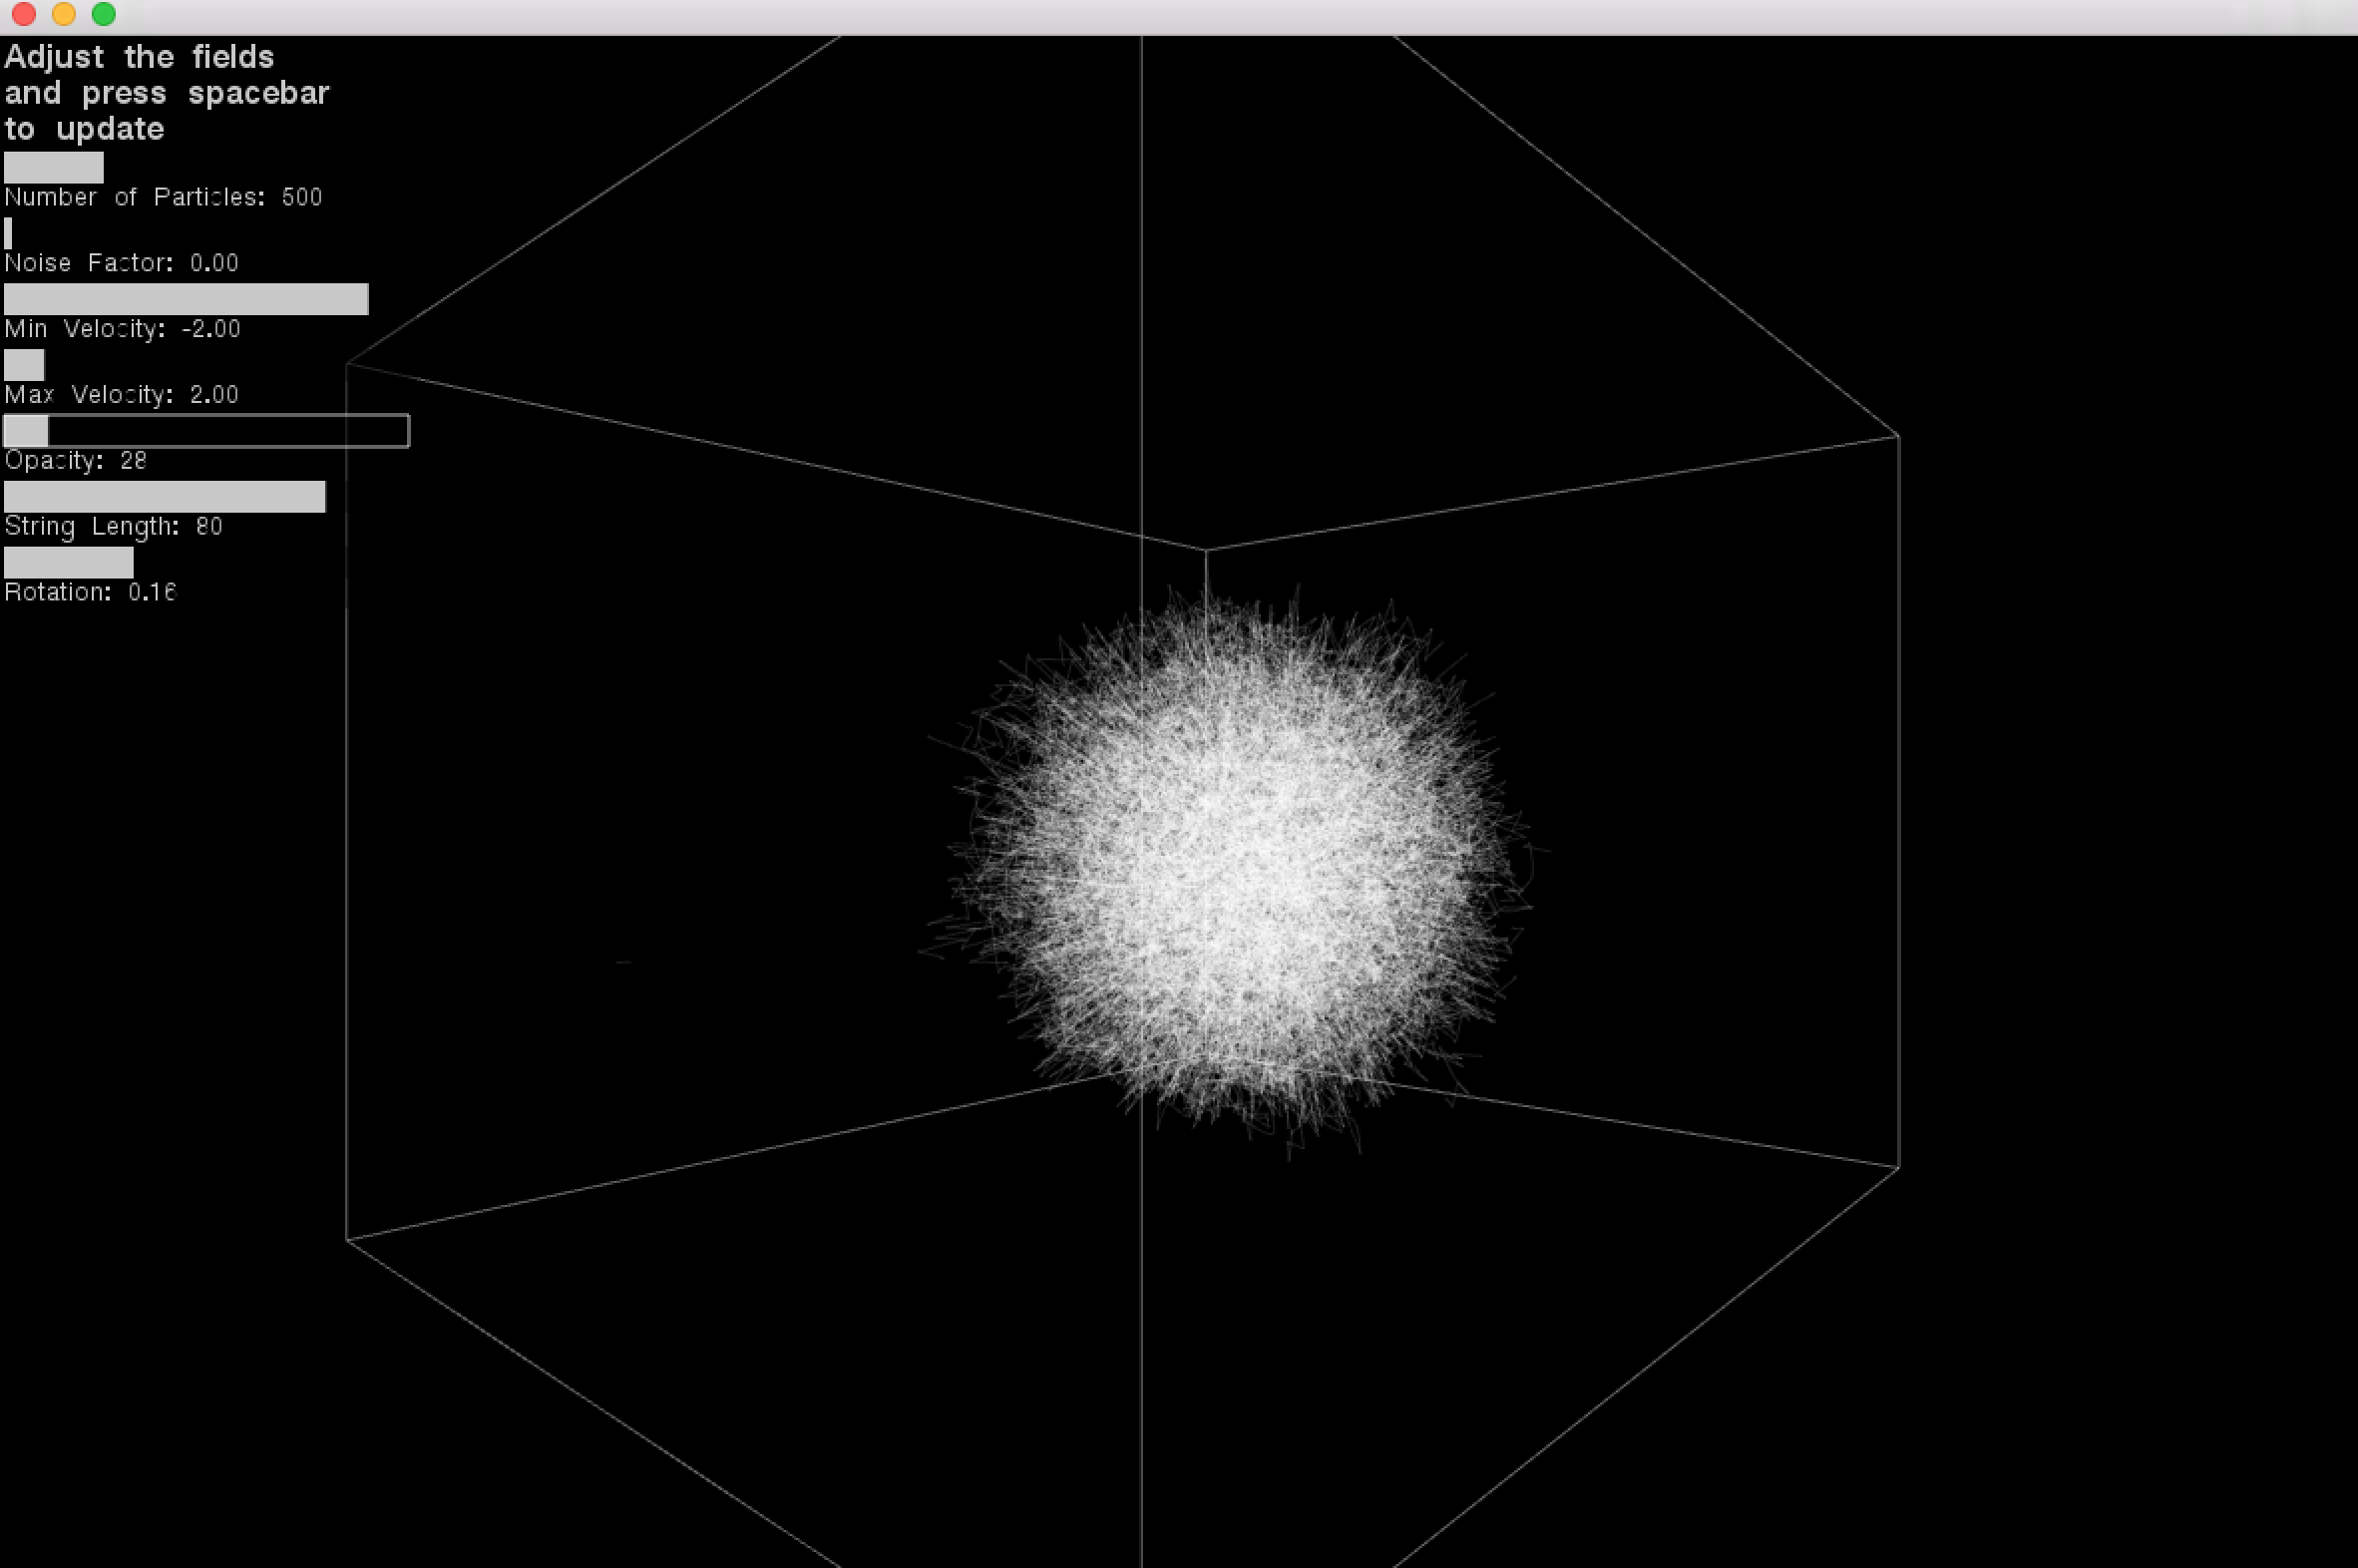 Adjust the fields
and press spacebar
to update
Number of Particles: 500
Noise Factor: 0.00
Min Velocity: -2.00
Max Velocity: 2.00
Opacity: 28
String Length: 80
Rotation: 0.16